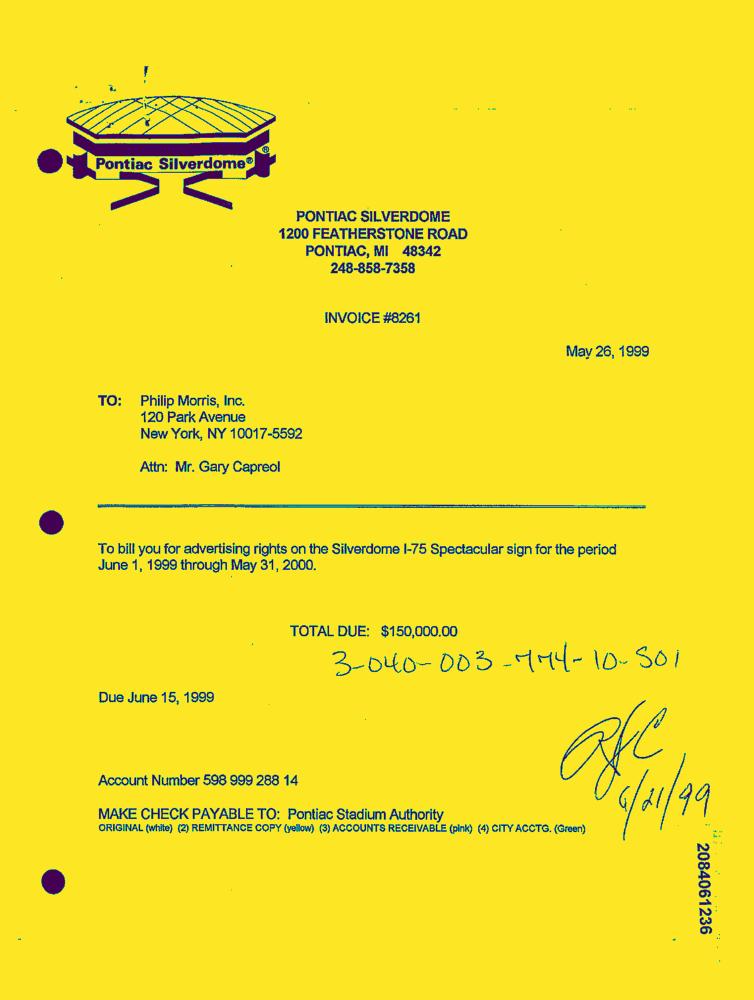 Pontiac Silverdome®
PONTIAC SILVERDOME
1200 FEATHERSTONE ROAD
PONTIAC, MI 48342
248-858-7358
INVOICE #8261
May 26, 1999
TO: Philip Morris, Inc.
120 Park Avenue
New York, NY 10017-5592
Attn: Mr. Gary Capreol
To bill you for advertising rights on the Silverdome I-75 Spectacular sign for the period
June 1, 1999 through May 31, 2000.
TOTAL DUE: $150,000.00
3-040-003-774-10-S01
Due June 15, 1999
6/21/99
Account Number 598 999 288 14
MAKE CHECK PAYABLE TO: Pontiac Stadium Authority
ORIGINAL (white) (2) REMITTANCE COPY (yellow) (3) ACCOUNTS RECEIVABLE (pink) (4) CITY ACCTG. (Green)
2084061236